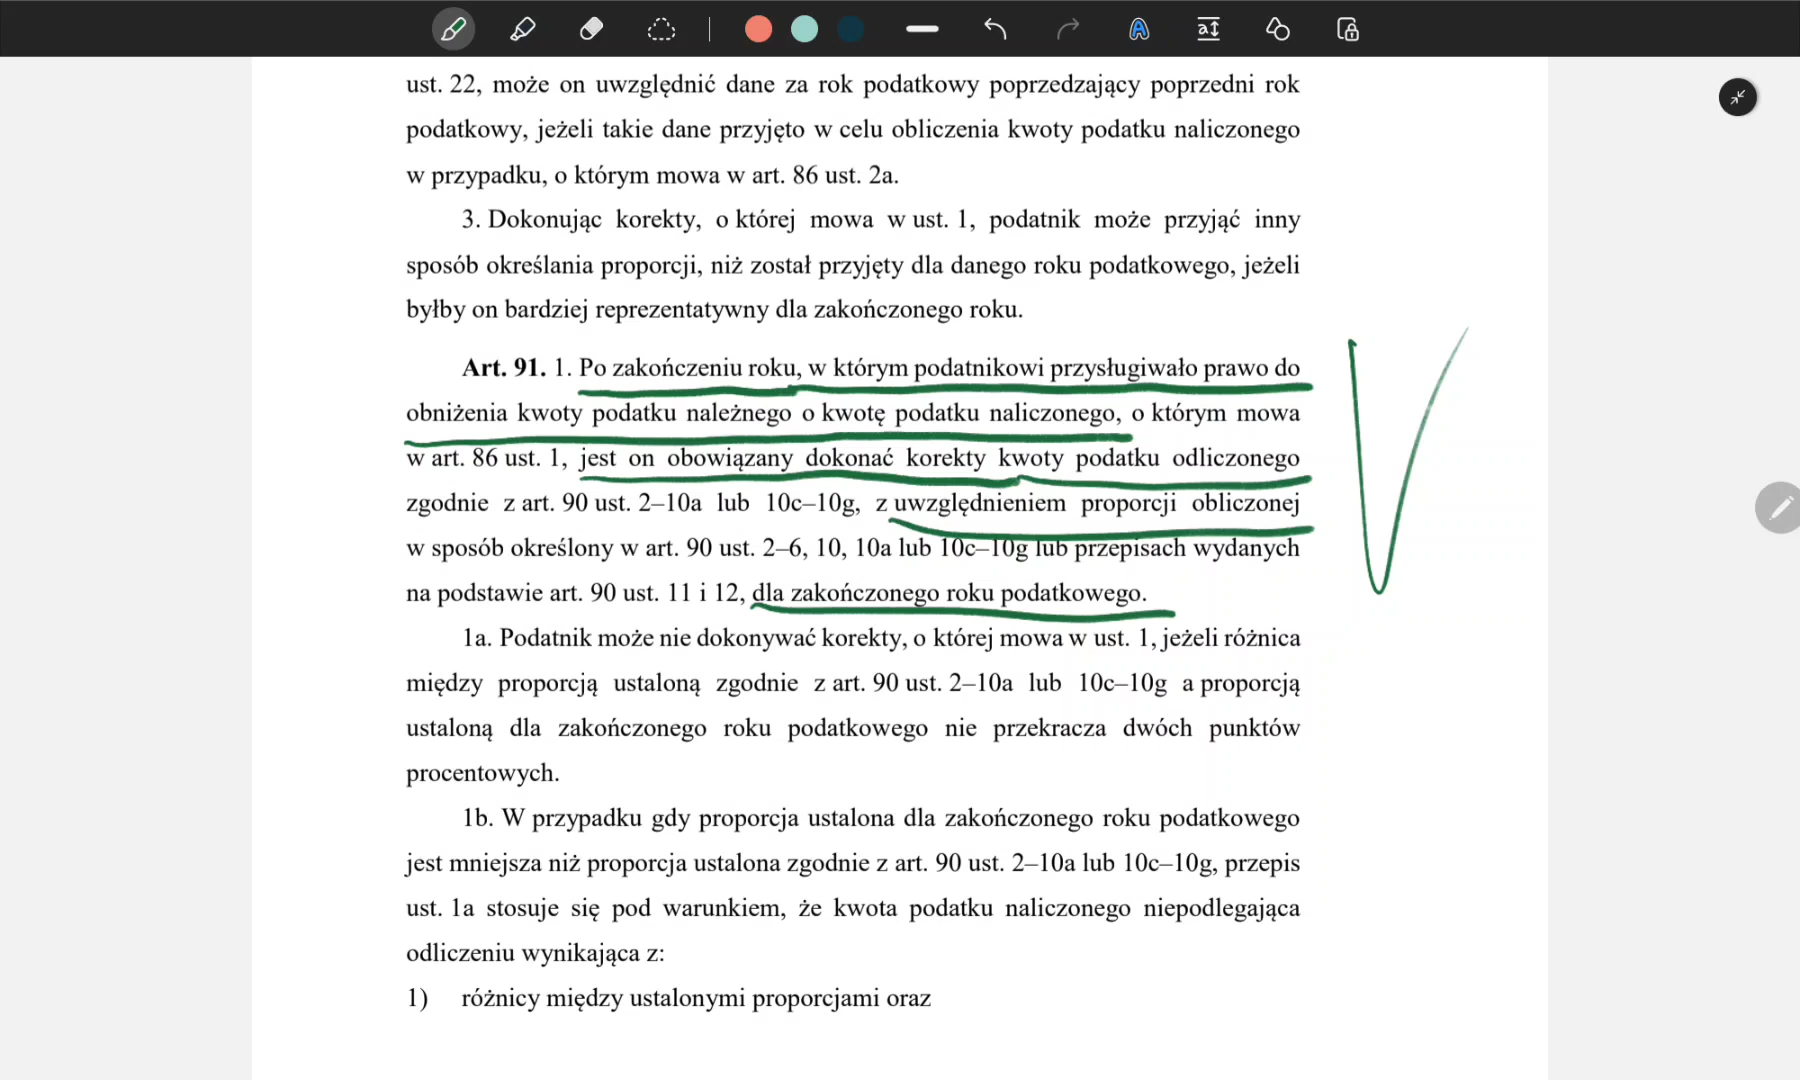 ust. 22, może on uwzględnić dane za rok podatkowy poprzedzający poprzedni rok
podatkowy, jeżeli takie dane przyjęto w celu obliczenia kwoty podatku naliczonego
w przypadku, o którym mowa w art. 86 ust. 2a.
3. Dokonując korekty, o której mowa w ust. 1, podatnik może przyjąć inny
sposób określania proporcji, niż został przyjęty dla danego roku podatkowego, jeżeli
byłby on bardziej reprezentatywny dla zakończonego roku.
Art. 91. 1. Po zakończeniu roku, w którym podatnikowi przysługiwało prawo do
obniżenia kwoty podatku należnego o kwotę podatku naliczonego, o którym mowa
w art. 86 ust. 1, jest on obowiązany dokonać korekty kwoty podatku odliczonego
zgodnie z art. 90 ust. 2–10a lub 10c–10g, z uwzględnieniem proporcji obliczonej
w sposób określony w art. 90 ust. 2–6, 10, 10a lub 10c–10g lub przepisach wydanych
na podstawie art. 90 ust. 11 i 12, dla zakończonego roku podatkowego.
1a. Podatnik może nie dokonywać korekty, o której mowa w ust. 1, jeżeli różnica
między proporcją ustaloną zgodnie z art. 90 ust. 2–10a lub 10c–10g a proporcją
ustaloną dla zakończonego roku podatkowego nie przekracza dwóch punktów
procentowych.
1b. W przypadku gdy proporcja ustalona dla zakończonego roku podatkowego
jest mniejsza niż proporcja ustalona zgodnie z art. 90 ust. 2–10a lub 10c–10g, przepis
ust. 1a stosuje się pod warunkiem, że kwota podatku naliczonego niepodlegająca
odliczeniu wynikająca z:
1) różnicy między ustalonymi proporcjami oraz